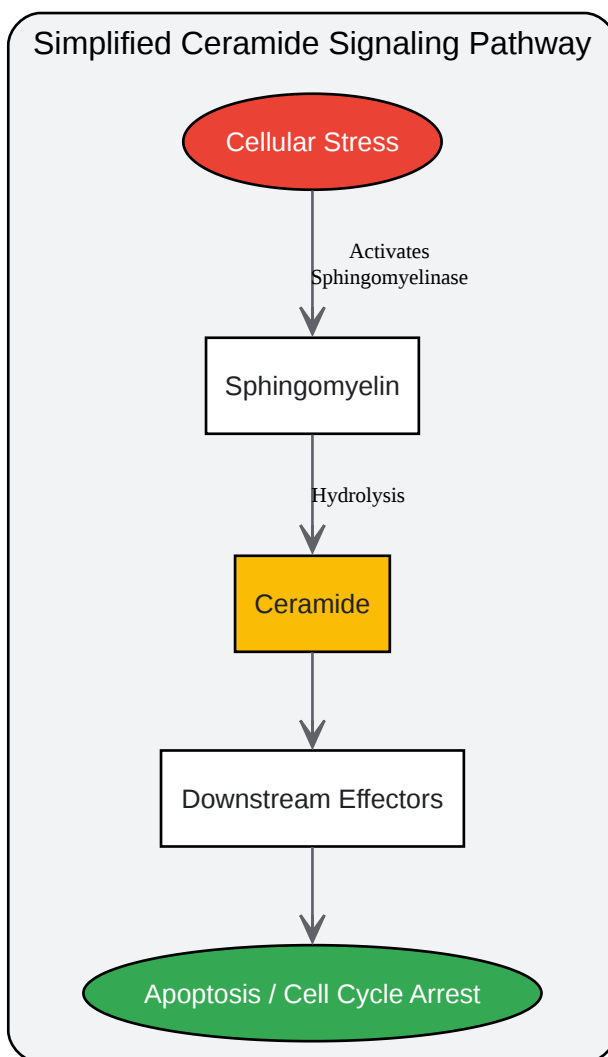 Simplified Ceramide Signaling Pathway
Cellular Stress
Activates
Sphingomyelinase
Sphingomyelin
Hydrolysis
Ceramide
Downstream Effectors
Apoptosis / Cell Cycle Arrest